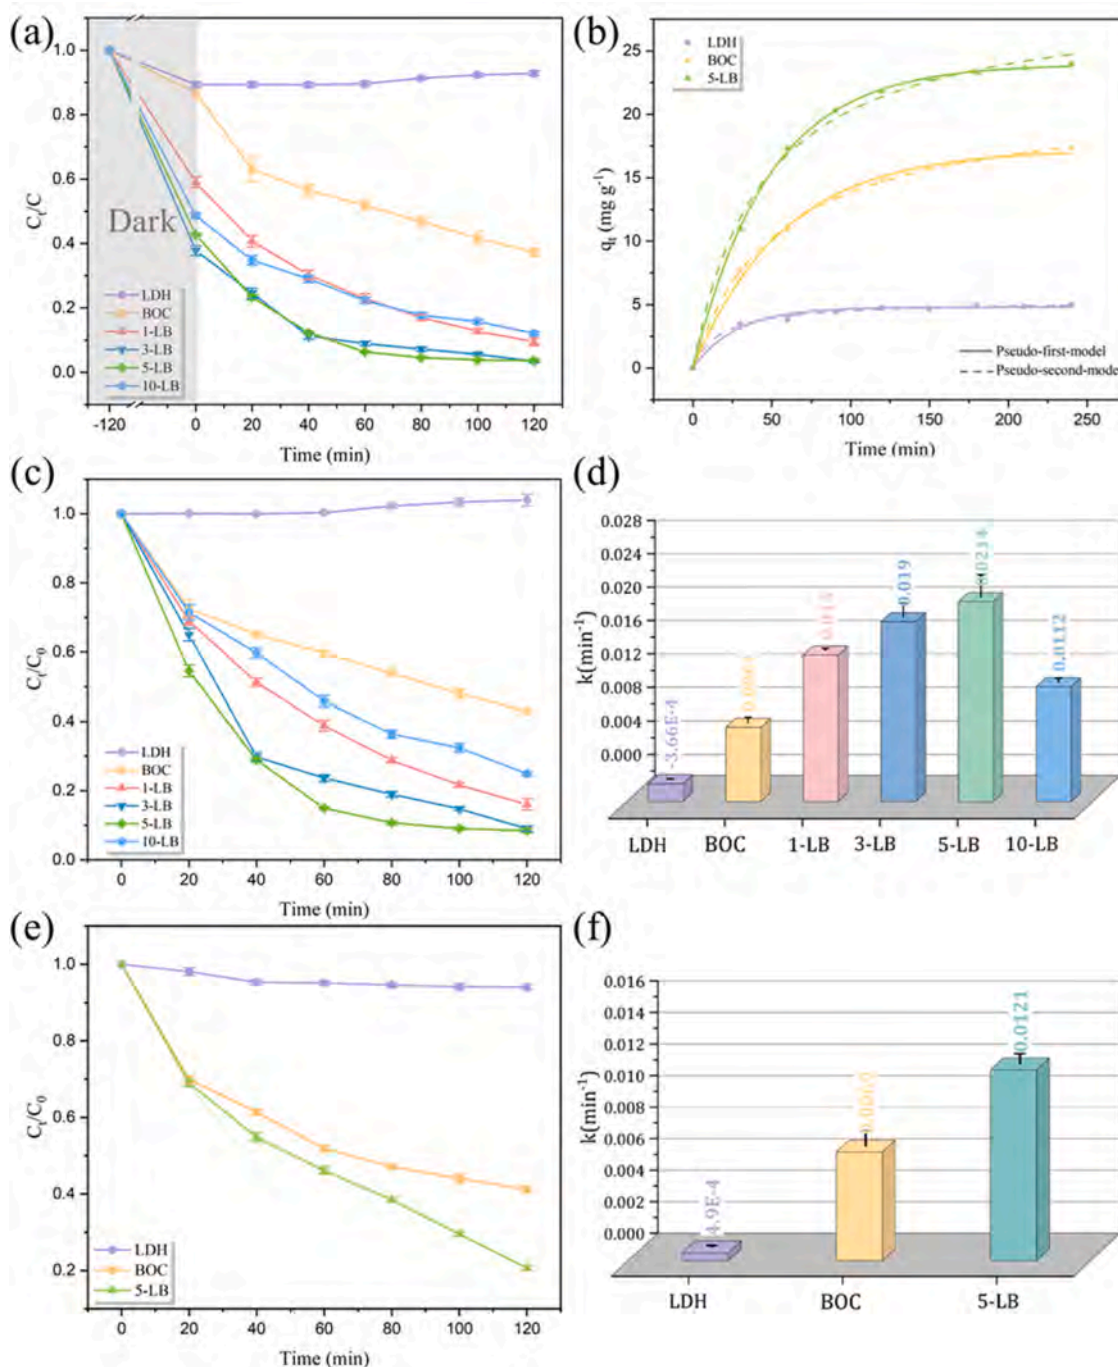 (a)
1.0
0.8
0.6
0.4
0.2
0.0
Cₜ/C
Dark
LDH
BOC
1-LB
3-LB
5-LB
10-LB
-120 0 20 40 60 80 100 120
Time (min)
(b)
25
20
15
10
5
0
qₜ (mg g⁻¹)
LDH
BOC
5-LB
Pseudo-first-model
Pseudo-second-model
0 50 100 150 200 250
Time (min)
(c)
1.0
0.8
0.6
0.4
0.2
0.0
Cₜ/C₀
LDH
BOC
1-LB
3-LB
5-LB
10-LB
0 20 40 60 80 100 120
Time (min)
(d)
0.028
0.024
0.020
0.016
0.012
0.008
0.004
0.000
k(min⁻¹)
-3.66E-4
0.014
0.019
0.0214
0.0112
LDH BOC 1-LB 3-LB 5-LB 10-LB
(e)
1.0
0.8
0.6
0.4
0.2
Cₜ/C₀
LDH
BOC
5-LB
0 20 40 60 80 100 120
Time (min)
(f)
0.016
0.014
0.012
0.010
0.008
0.006
0.004
0.002
0.000
k(min⁻¹)
4.9E-4
0.0121
LDH BOC 5-LB